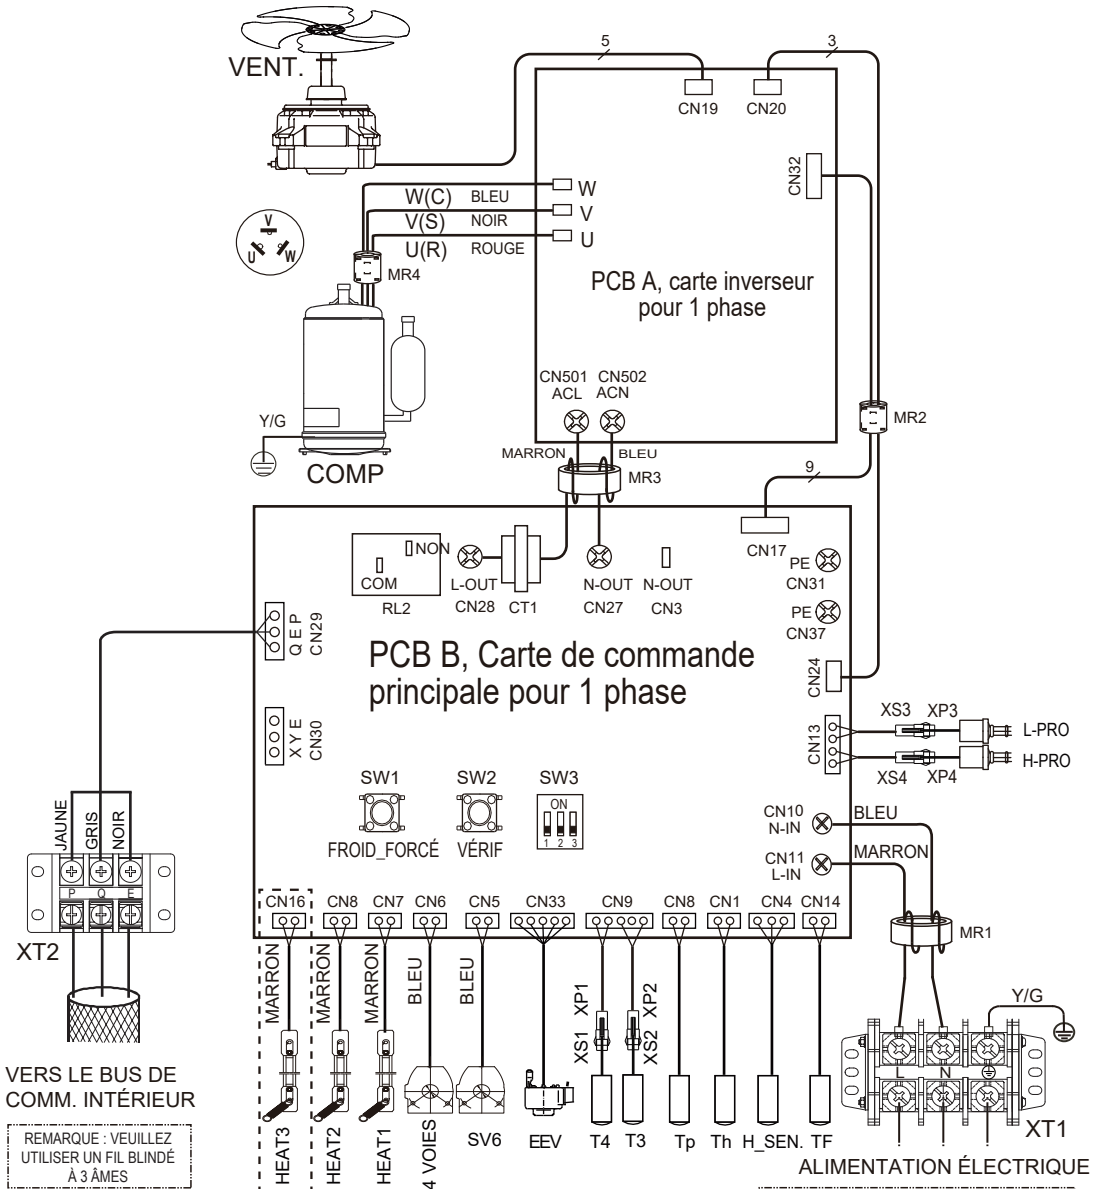 5
3
VENT.
CN19
CN20
CN32
W(C) BLEU
W
V(S) NOIR
V
U(R) ROUGE
U
V
U W
MR4
PCB A, carte inverseur
pour 1 phase
CN501 CN502
ACL ACN
MR2
Y/G
COMP
MARRON BLEU
MR3
9
CN17
NON
COM
RL2
L-OUT
CN28
CT1
N-OUT
CN27
N-OUT
CN3
PE
CN31
PE
CN37
Q E P
CN29
PCB B, Carte de commande
principale pour 1 phase
CN24
X Y E
CN30
CN13
XS3 XP3
L-PRO
H-PRO
XS4 XP4
SW1
SW2
SW3
ON
1 2 3
FROID_FORCÉ
VÉRIF
CN10
N-IN
BLEU
CN11
L-IN
MARRON
JAUNE
GRIS
NOIR
P Q E
XT2
CN16 CN8 CN7 CN6 CN5 CN33 CN9 CN8 CN1 CN4 CN14
MR1
MARRON
MARRON
MARRON
BLEU
BLEU
XP1
XS1
XP2
XS2
Y/G
L N
XT1
VERS LE BUS DE
COMM. INTÉRIEUR
REMARQUE : VEUILLEZ
UTILISER UN FIL BLINDÉ
À 3 ÂMES
HEAT3
HEAT2
HEAT1
4 VOIES
SV6
EEV
T4
T3
Tp
Th
H_SEN.
TF
ALIMENTATION ÉLECTRIQUE